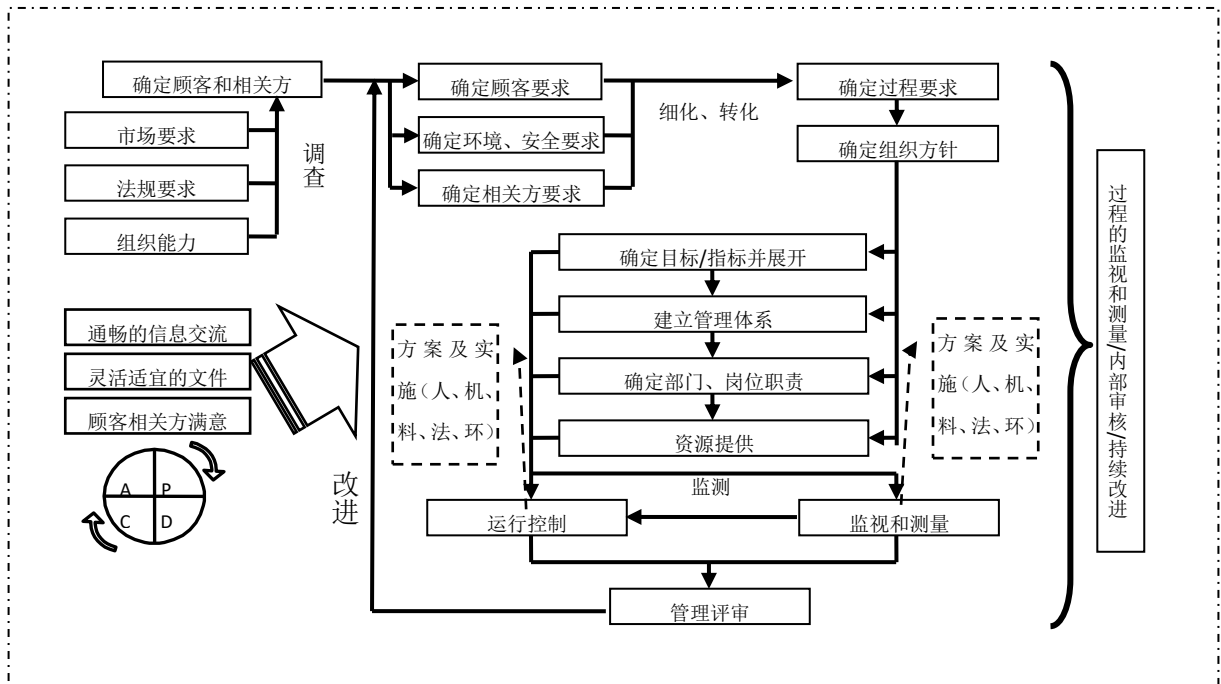 确定顾客和相关方
市场要求
法规要求
组织能力
调查
确定顾客要求
确定环境、安全要求
确定相关方要求
细化、转化
确定过程要求
确定组织方针
确定目标/指标并展开
建立管理体系
确定部门、岗位职责
资源提供
方案及实
施（人、机、
料、法、环）
方案及实
施（人、机、
料、法、环）
通畅的信息交流
灵活适宜的文件
顾客相关方满意
A P
C D
改进
监测
运行控制
监视和测量
管理评审
过程的监视和测量/内部审核/持续改进